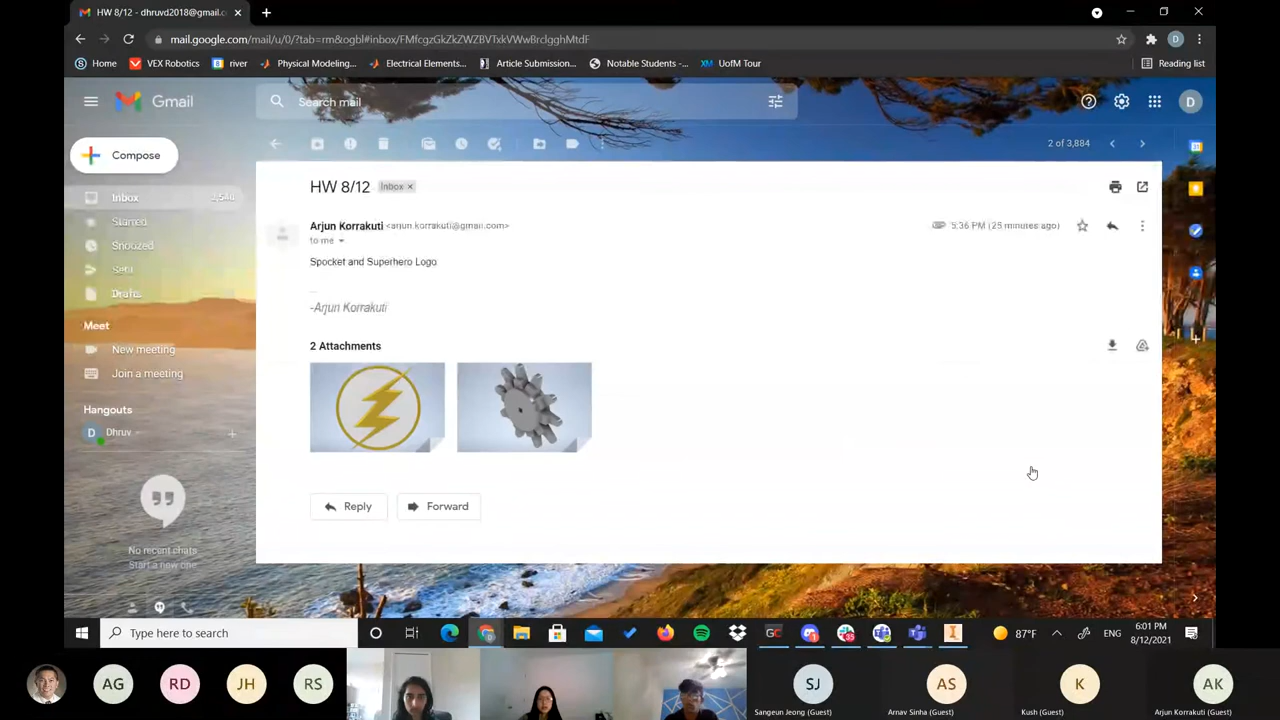 HW 8/12 - dhruvd2018@gmail.c
mail.google.com/mail/u/0/?tab=rm&ogbl#inbox/FMfcgzGkZkZWZBVTxkVWwBrclgghMtdF
Home VEX Robotics river Physical Modeling... Electrical Elements... Article Submission... Notable Students -... UofM Tour Reading list
Gmail
Search mail
D
Compose
2 of 3,884
Inbox
HW 8/12 Inbox ×
Starred
Snoozed
Sent
Drafts
Arjun Korrakuti <arjun.korrakuti@gmail.com>
5:36 PM (25 minutes ago)
to me
Spocket and Superhero Logo
--
-Arjun Korrakuti
Meet
New meeting
Join a meeting
2 Attachments
Hangouts
D Dhruv
No recent chats
Start a new one
Reply Forward
Type here to search
GC
87°F
ENG
6:01 PM
8/12/2021
AG RD JH RS SJ AS K AK
Sangeun Jeong (Guest) Arnav Sinha (Guest) Kush (Guest) Arjun Korrakuti (Guest)